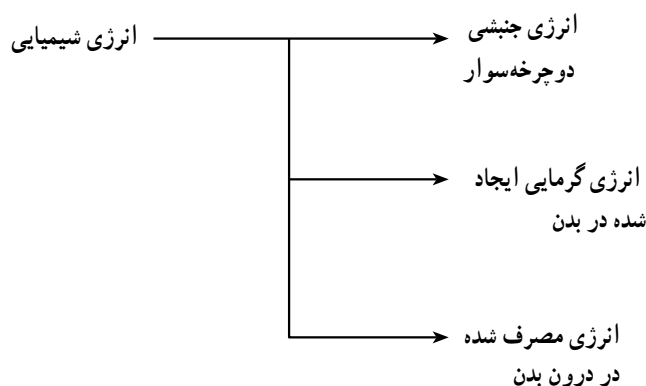 انرژی شیمیایی
انرژی جنبشی
دوچرخه‌سوار
انرژی گرمایی ایجاد
شده در بدن
انرژی مصرف شده
در درون بدن